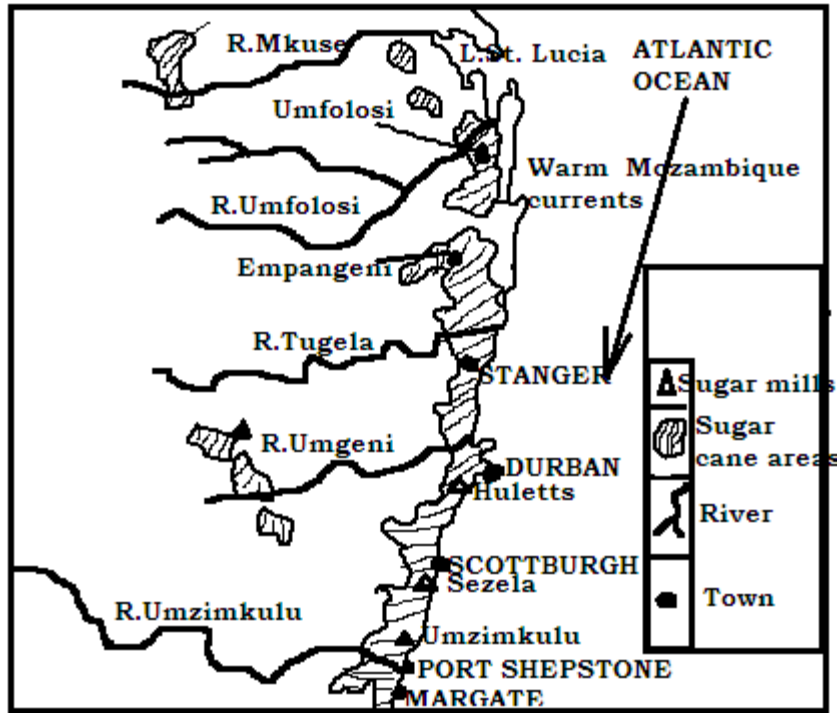 R.Mkuse
L.St. Lucia
ATLANTIC
OCEAN
Umfolosi
Warm Mozambique
currents
R.Umfolosi
Empangeni
R.Tugela
STANGER
R.Umgeni
DURBAN
Huletts
SCOTTBURGH
Sezela
R.Umzimkulu
Umzimkulu
PORT SHEPSTONE
MARGATE
Sugar mills
Sugar
cane areas
River
Town